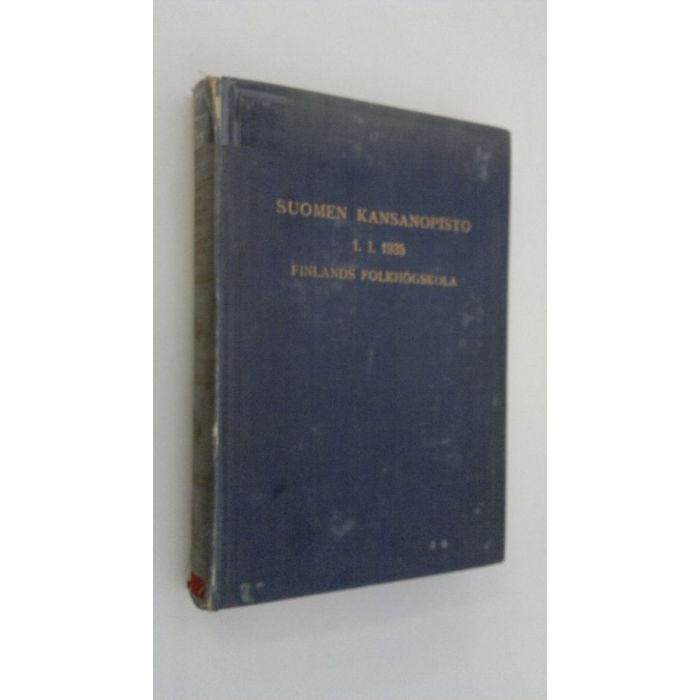 SUOMEN KANSANOPISTO
1. 1. 1935
FINLANDS FOLKHÖGSKOLA